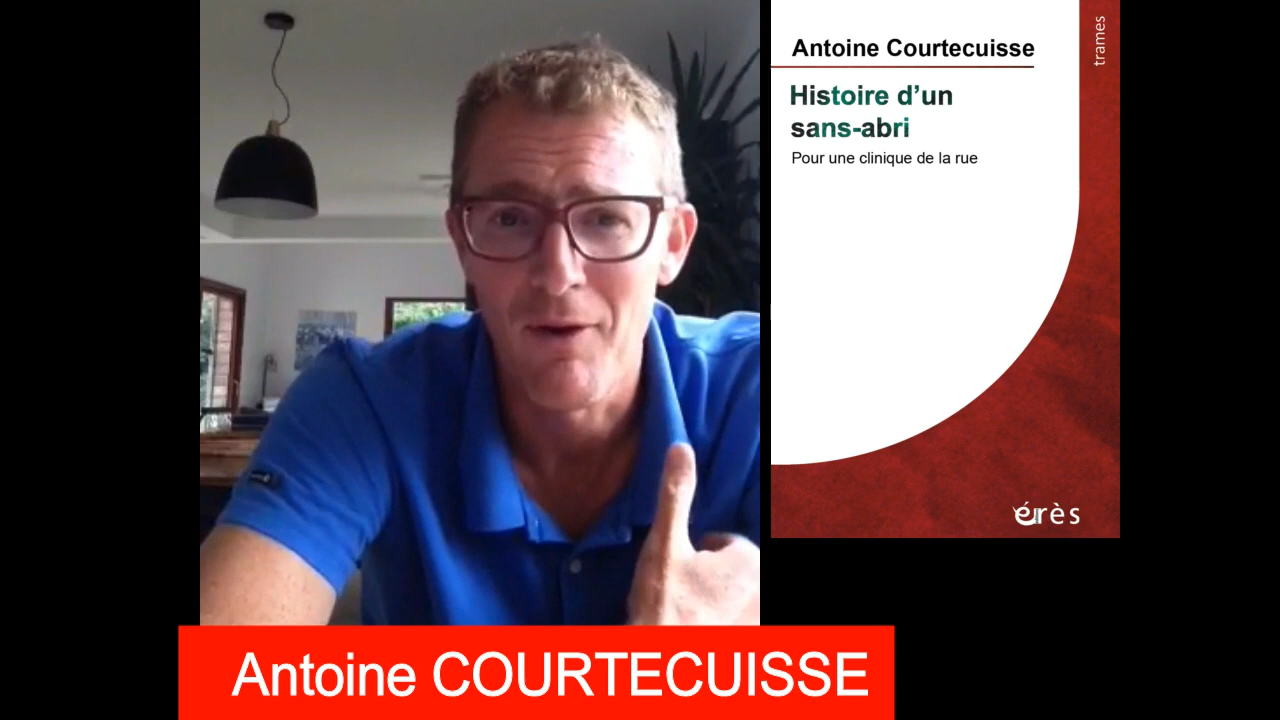 Antoine Courtecuisse
Histoire d'un
sans-abri
Pour une clinique de la rue
trames
érès
Antoine COURTECUISSE